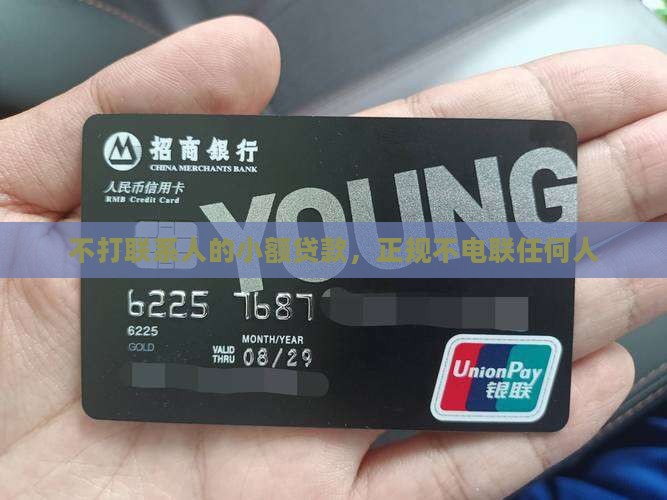 招商银行
CHINA MERCHANTS BANK
人民币信用卡
RMB Credit Card
YOUNG
不打联系人的小额贷款，正规不电联任何人
6225 7687
6225
GOLD
MONTH/YEAR
VALID THRU 08/29
UnionPay
银联